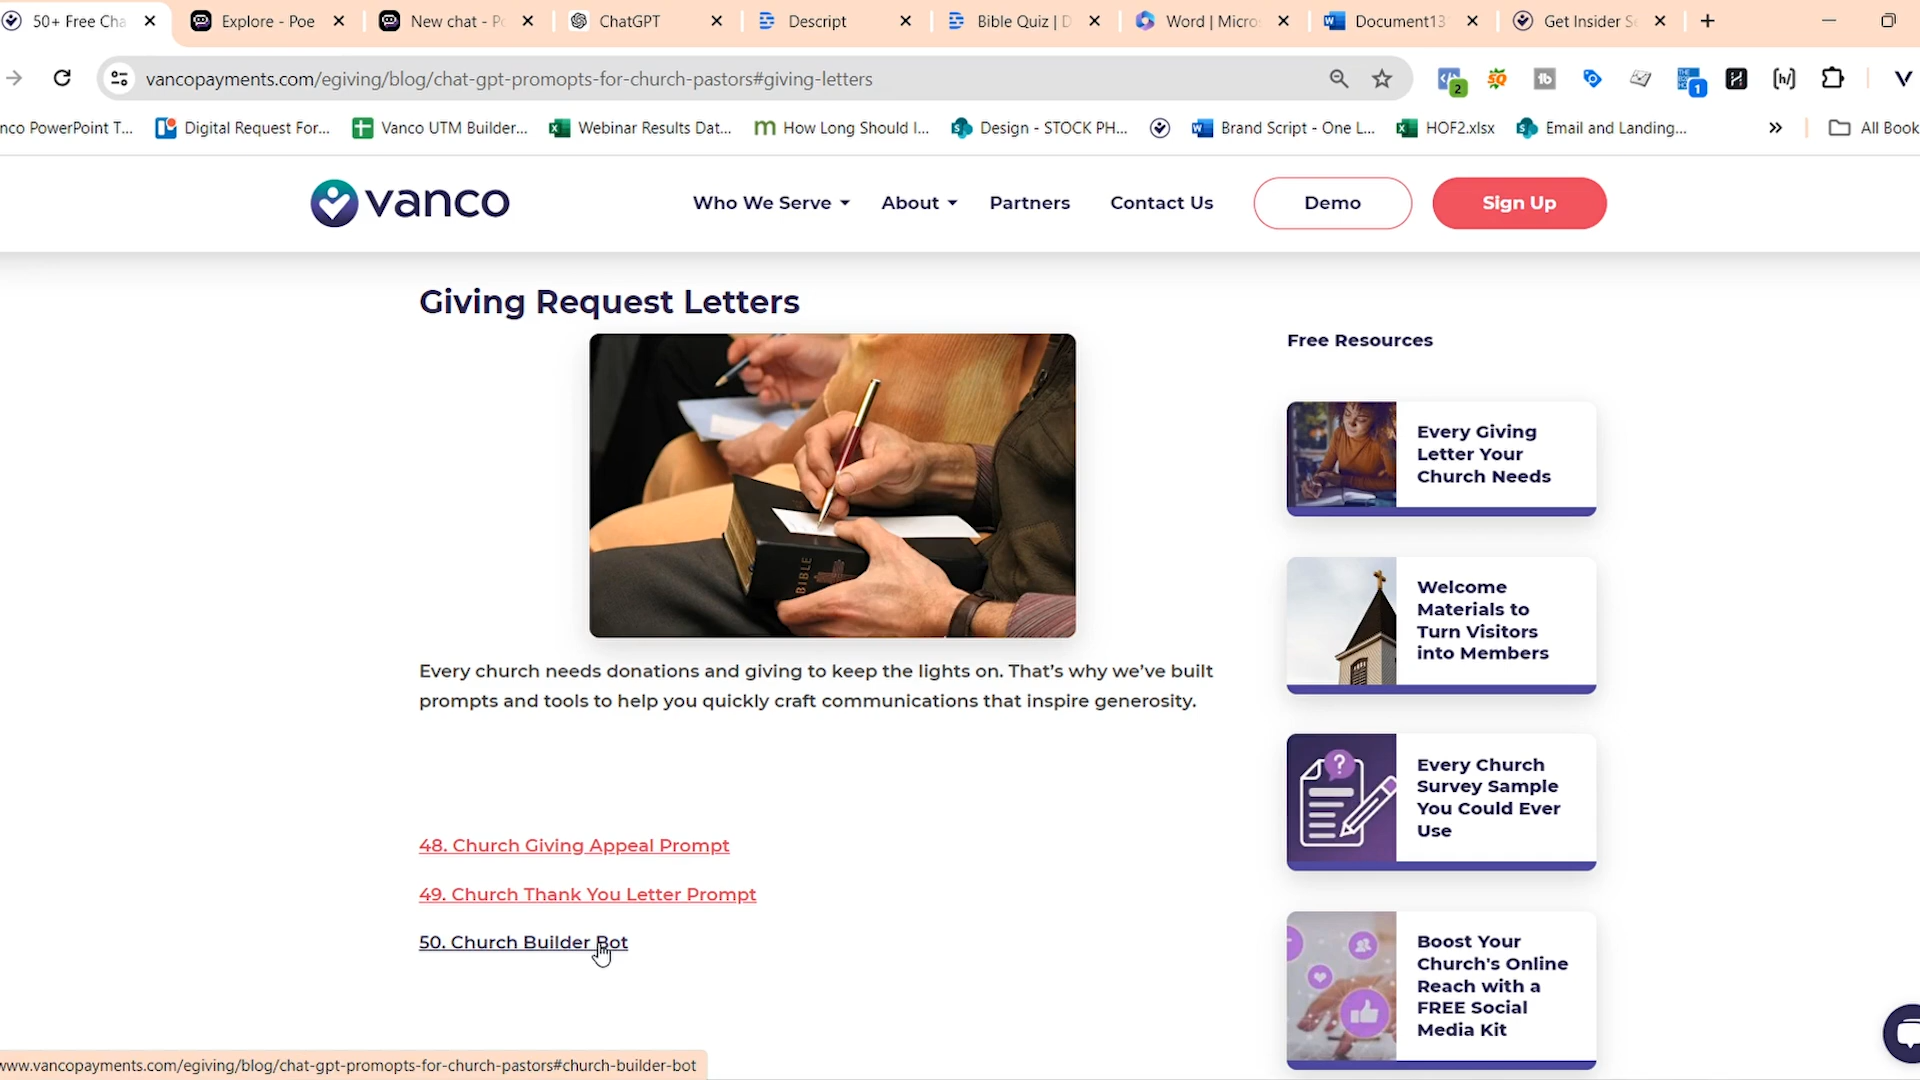 50+ Free Cha
Explore - Poe
New chat - Po
ChatGPT
Descript
Bible Quiz | D
Word | Micros
Document13
Get Insider Se
vancopayments.com/egiving/blog/chat-gpt-promopts-for-church-pastors#giving-letters
2
1
nco PowerPoint T...
Digital Request For...
Vanco UTM Builder...
Webinar Results Dat...
How Long Should I...
Design - STOCK PH...
Brand Script - One L...
HOF2.xlsx
Email and Landing...
All Book
vanco
Who We Serve
About
Partners
Contact Us
Demo
Sign Up
Giving Request Letters
BIBLE
Every church needs donations and giving to keep the lights on. That's why we've built
prompts and tools to help you quickly craft communications that inspire generosity.
48. Church Giving Appeal Prompt
49. Church Thank You Letter Prompt
50. Church Builder Bot
Free Resources
Every Giving
Letter Your
Church Needs
Welcome
Materials to
Turn Visitors
into Members
Every Church
Survey Sample
You Could Ever
Use
Boost Your
Church's Online
Reach with a
FREE Social
Media Kit
www.vancopayments.com/egiving/blog/chat-gpt-promopts-for-church-pastors#church-builder-bot